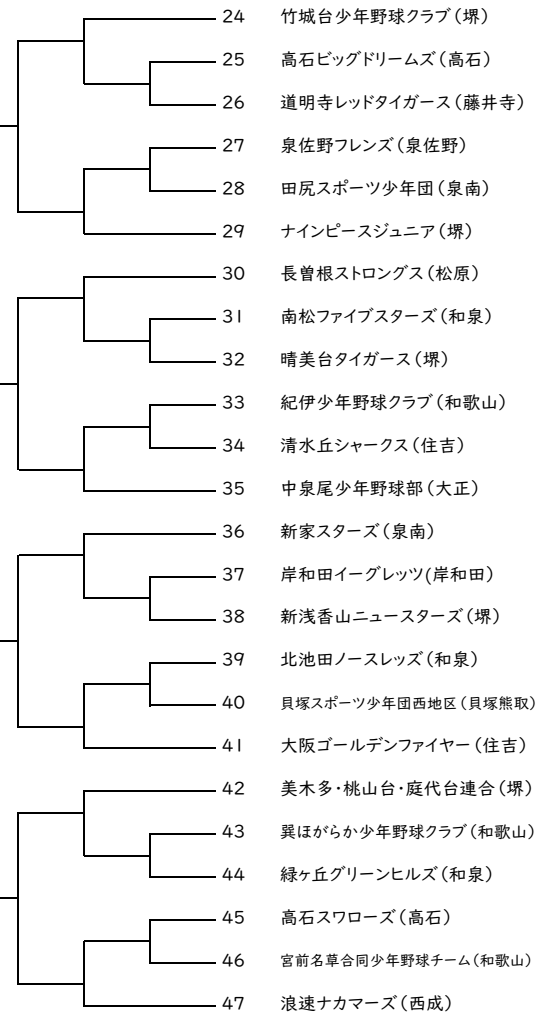 24 竹城台少年野球クラブ（堺）
25 高石ビッグドリームズ（高石）
26 道明寺レッドタイガース（藤井寺）
27 泉佐野フレンズ（泉佐野）
28 田尻スポーツ少年団（泉南）
29 ナインピースジュニア（堺）
30 長曽根ストロングス（松原）
31 南松ファイブスターズ（和泉）
32 晴美台タイガース（堺）
33 紀伊少年野球クラブ（和歌山）
34 清水丘シャークス（住吉）
35 中泉尾少年野球部（大正）
36 新家スターズ（泉南）
37 岸和田イーグレッツ(岸和田）
38 新浅香山ニュースターズ（堺）
39 北池田ノースレッズ（和泉）
40 貝塚スポーツ少年団西地区（貝塚熊取）
41 大阪ゴールデンファイヤー（住吉）
42 美木多・桃山台・庭代台連合（堺）
43 巽ほがらか少年野球クラブ（和歌山）
44 緑ヶ丘グリーンヒルズ（和泉）
45 高石スワローズ（高石）
46 宮前名草合同少年野球チーム（和歌山）
47 浪速ナカマーズ（西成）